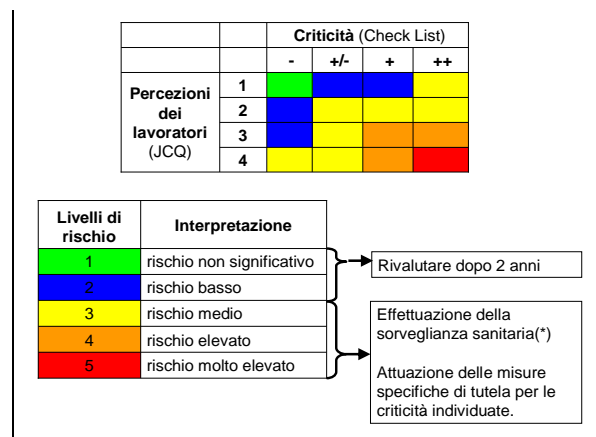 Criticità (Check List)
- +/- + ++
Percezioni
dei
lavoratori
(JCQ)
1
2
3
4
Livelli di
rischio
Interpretazione
1 rischio non significativo
2 rischio basso
3 rischio medio
4 rischio elevato
5 rischio molto elevato
Rivalutare dopo 2 anni
Effettuazione della
sorveglianza sanitaria(*)
Attuazione delle misure
specifiche di tutela per le
criticità individuate.